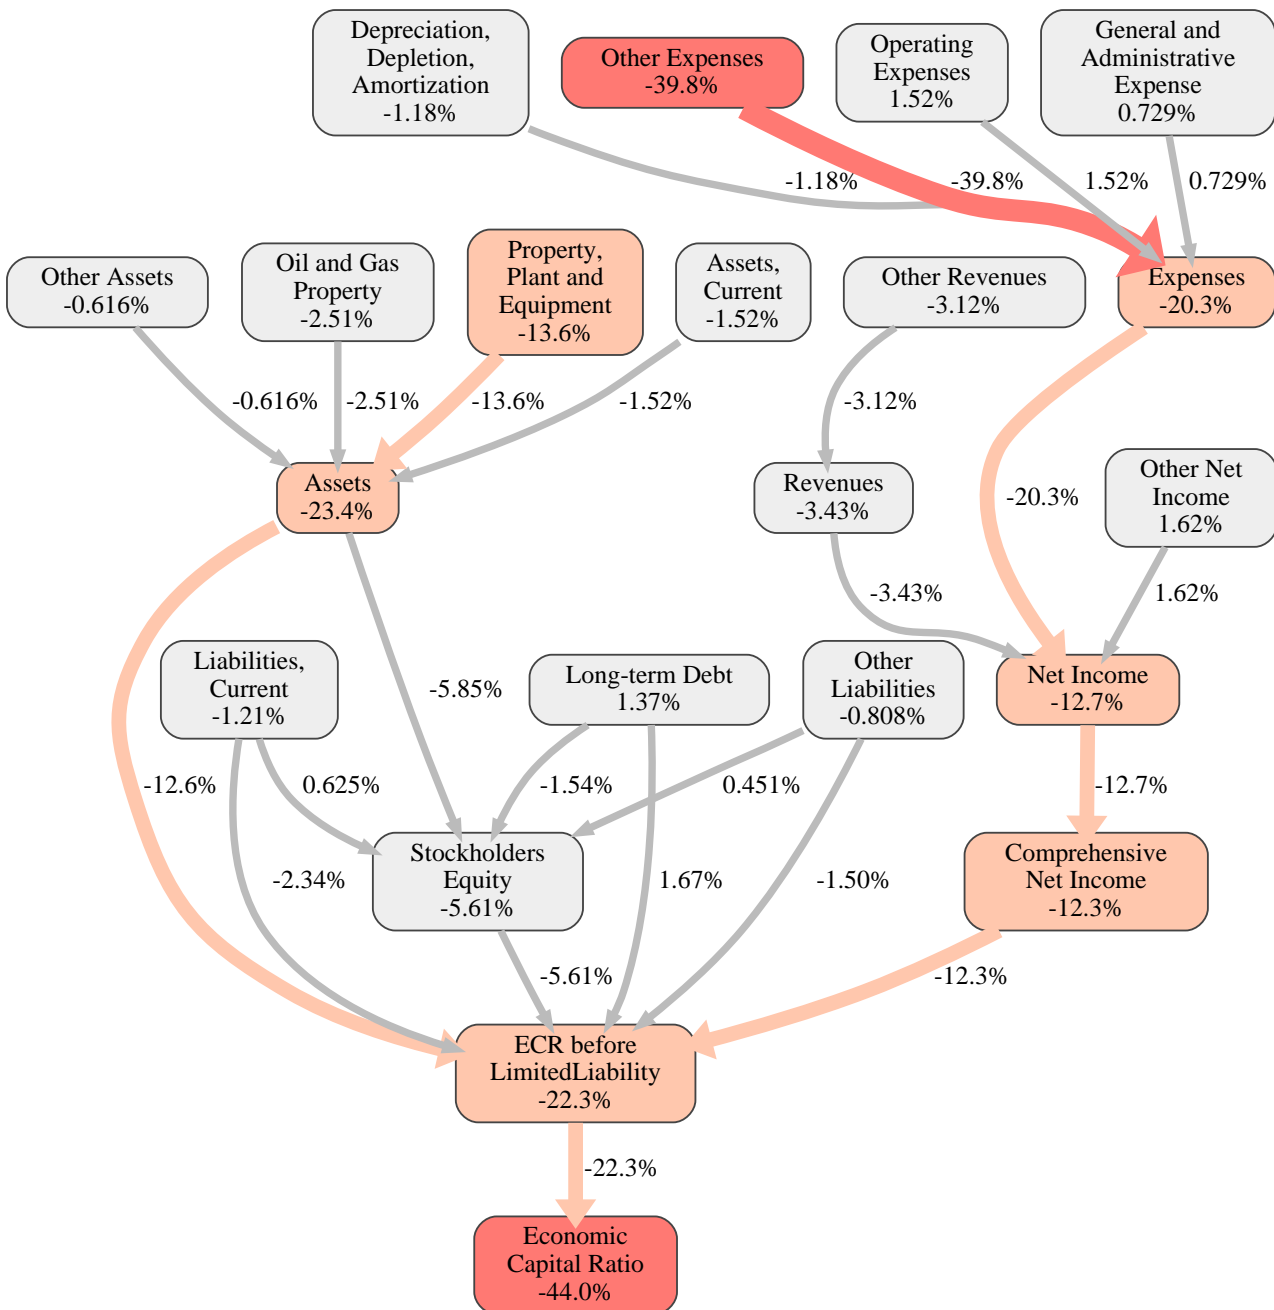 Depreciation,
Depletion,
Amortization
-1.18%
Other Expenses
-39.8%
Operating
Expenses
1.52%
General and
Administrative
Expense
0.729%
-1.18%
-39.8%
1.52%
0.729%
Other Assets
-0.616%
Oil and Gas
Property
-2.51%
Property,
Plant and
Equipment
-13.6%
Assets,
Current
-1.52%
Other Revenues
-3.12%
Expenses
-20.3%
-0.616%
-2.51%
-13.6%
-1.52%
-3.12%
Assets
-23.4%
Revenues
-3.43%
-20.3%
Other Net
Income
1.62%
-3.43%
1.62%
Liabilities,
Current
-1.21%
-5.85%
Long-term Debt
1.37%
Other
Liabilities
-0.808%
Net Income
-12.7%
-12.6%
0.625%
-1.54%
0.451%
-12.7%
-2.34%
Stockholders
Equity
-5.61%
1.67%
-1.50%
Comprehensive
Net Income
-12.3%
-5.61%
-12.3%
ECR before
LimitedLiability
-22.3%
-22.3%
Economic
Capital Ratio
-44.0%